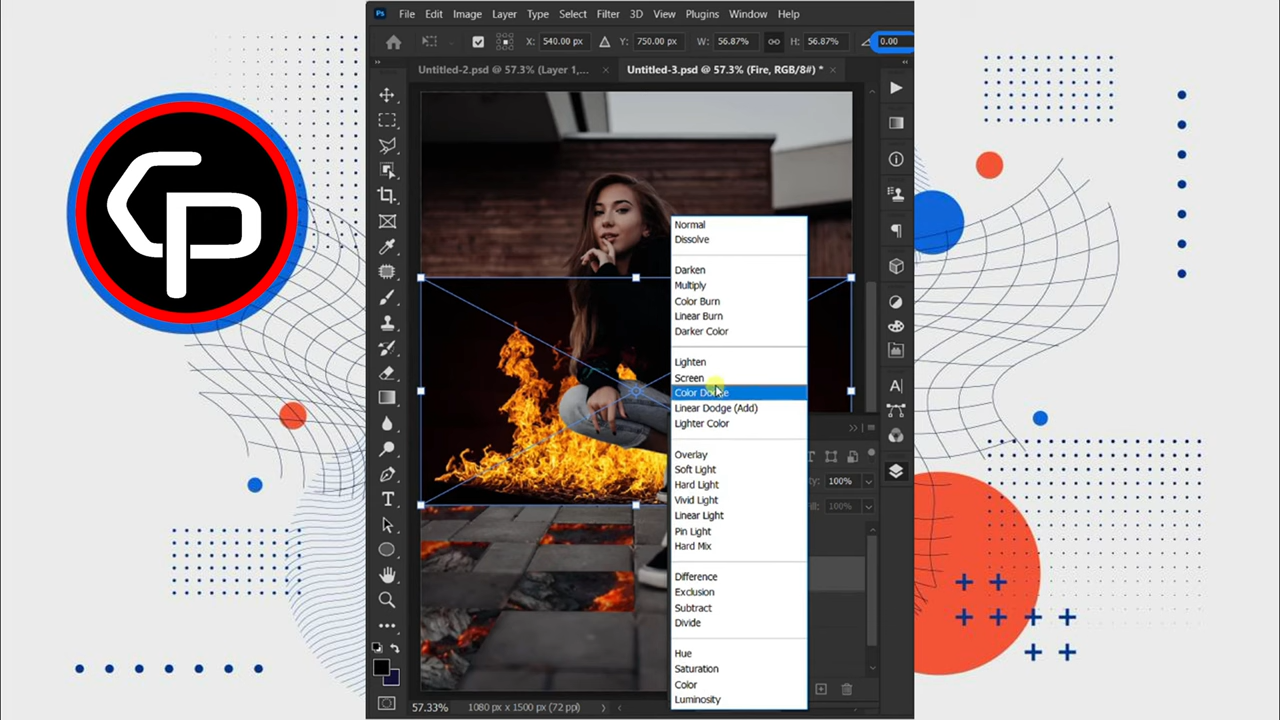 CP
Ps File Edit Image Layer Type Select Filter 3D View Plugins Window Help
X: 540.00 px Y: 750.00 px W: 56.87% H: 56.87% 0.00
Untitled-2.psd @ 57.3% (Layer 1,... × Untitled-3.psd @ 57.3% (Fire, RGB/8#) * ×
Normal
Dissolve
Darken
Multiply
Color Burn
Linear Burn
Darker Color
Lighten
Screen
Color Dodge
Linear Dodge (Add)
Lighter Color
Overlay
Soft Light
Hard Light
Vivid Light
Linear Light
Pin Light
Hard Mix
Difference
Exclusion
Subtract
Divide
Hue
Saturation
Color
Luminosity
100%
100%
57.33% 1080 px x 1500 px (72 ppi)